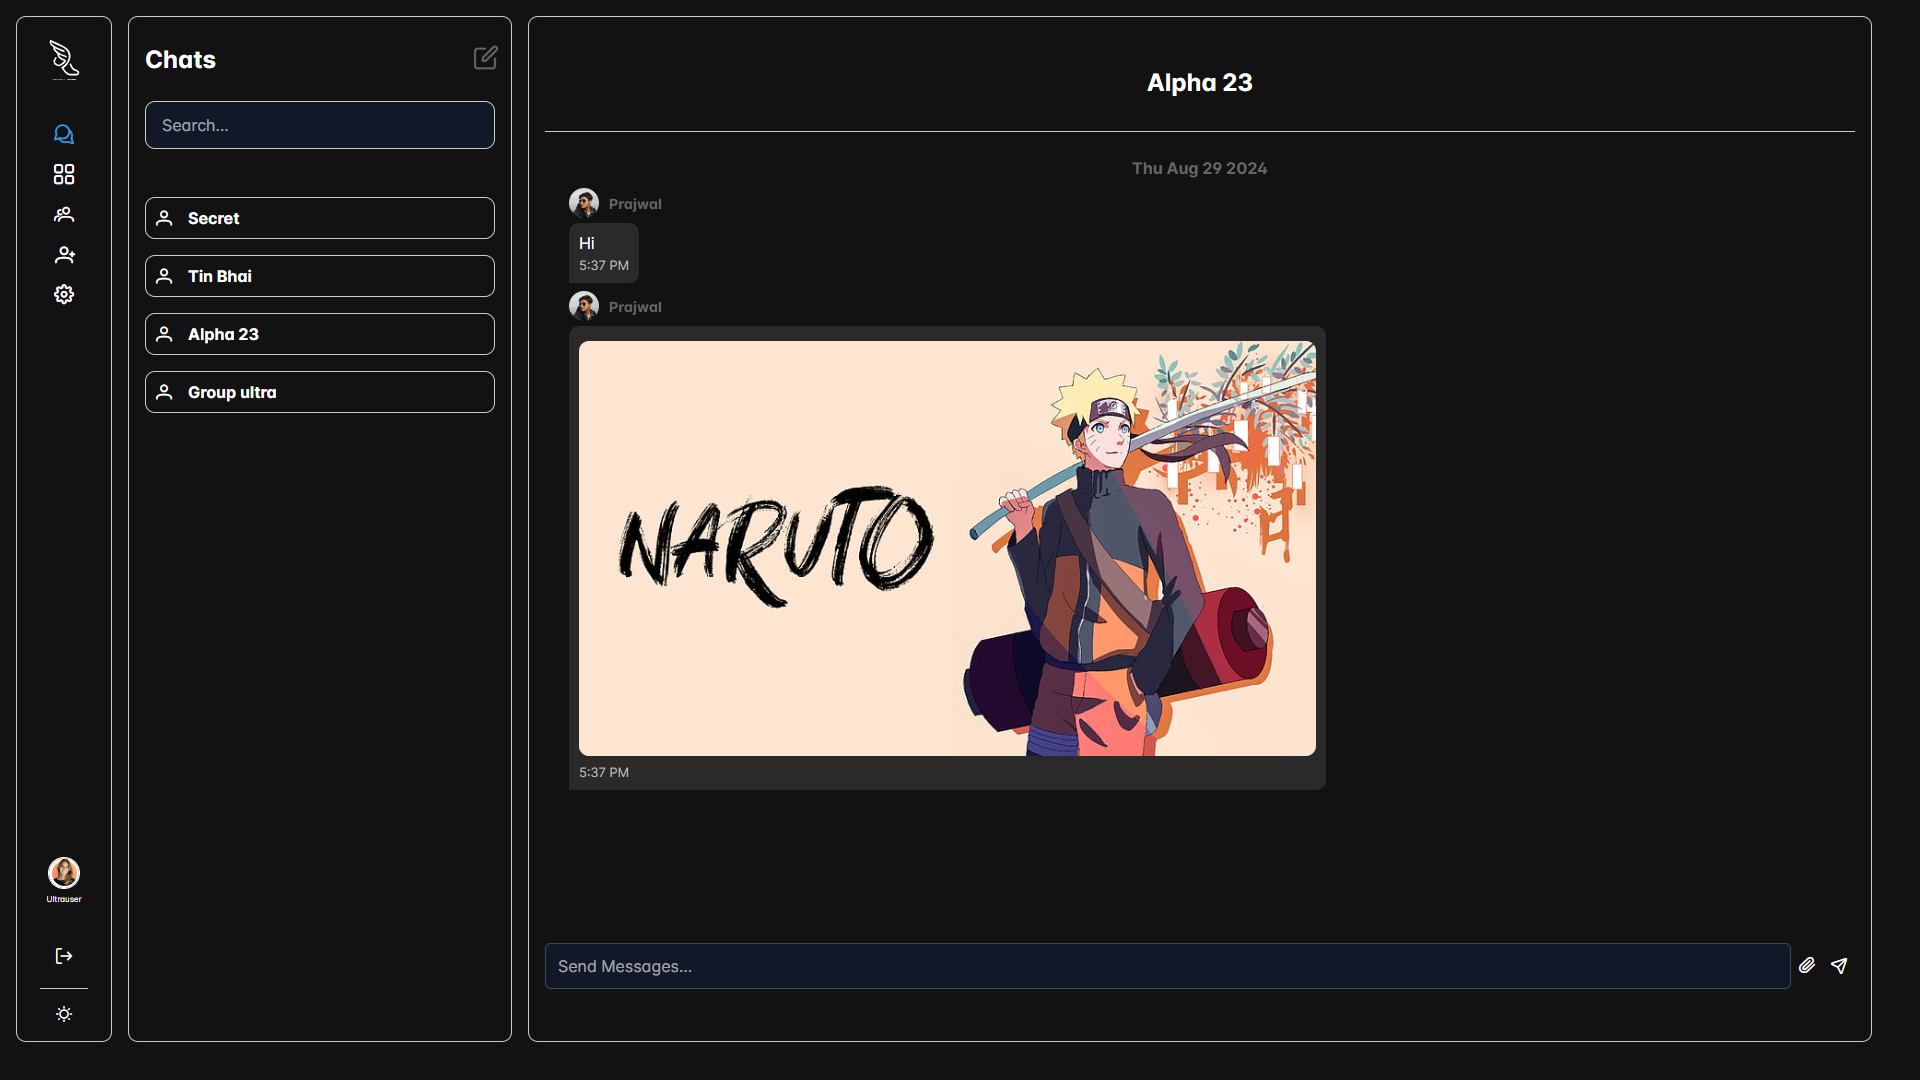 Chats
Search...
Secret
Tin Bhai
Alpha 23
Group ultra
Ultrauser
Alpha 23
Thu Aug 29 2024
Prajwal
Hi
5:37 PM
Prajwal
NARUTO
5:37 PM
Send Messages...